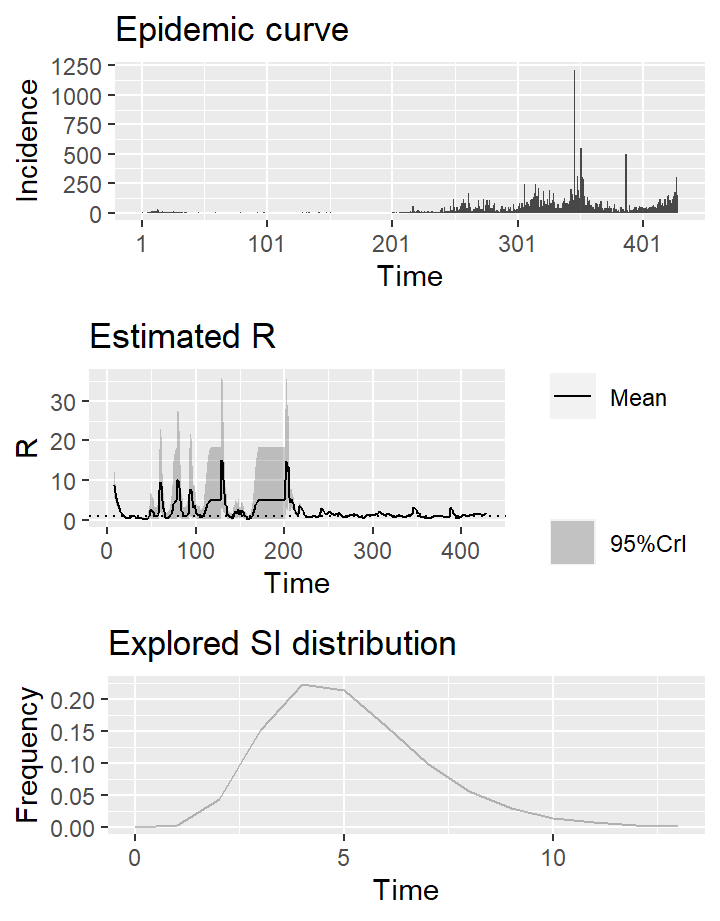 Epidemic curve
Incidence
1250
1000
750
500
250
0
1 101 201 301 401
Time
Estimated R
R
30
20
10
0
0 100 200 300 400
Time
Mean
95%CrI
Explored SI distribution
Frequency
0.20
0.15
0.10
0.05
0.00
0 5 10
Time